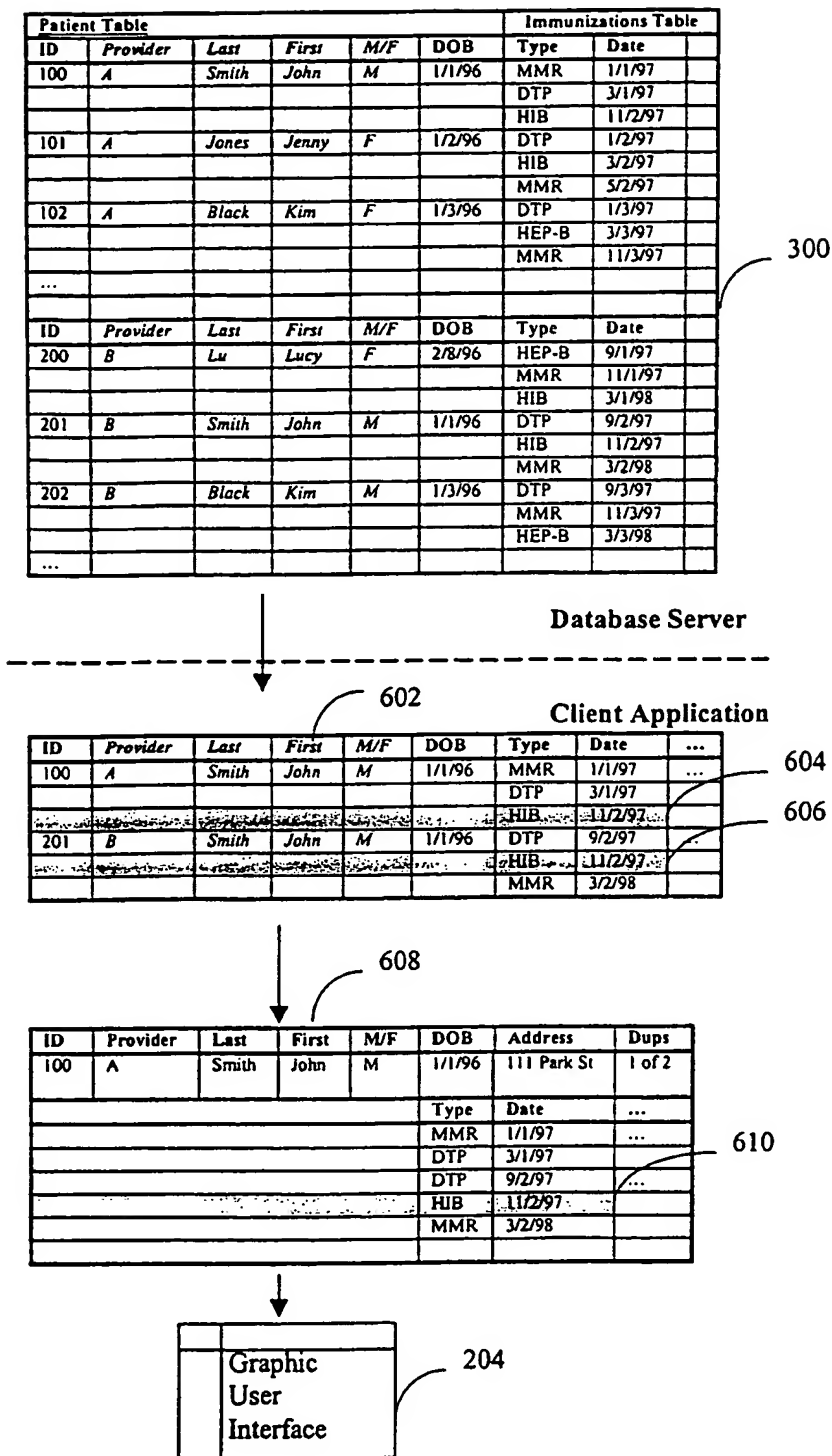 Patient Table Immunizations Table
ID Provider Last First M/F DOB Type Date
100 A Smith John M 1/1/96 MMR 1/1/97
DTP 3/1/97
HIB 11/2/97
101 A Jones Jenny F 1/2/96 DTP 1/2/97
HIB 3/2/97
MMR 5/2/97
102 A Black Kim F 1/3/96 DTP 1/3/97
HEP-B 3/3/97
MMR 11/3/97
300
...
ID Provider Last First M/F DOB Type Date
200 B Lu Lucy F 2/8/96 HEP-B 9/1/97
MMR 11/1/97
HIB 3/1/98
201 B Smith John M 1/1/96 DTP 9/2/97
HIB 11/2/97
MMR 3/2/98
202 B Black Kim M 1/3/96 DTP 9/3/97
MMR 11/3/97
HEP-B 3/3/98
...
Database Server
602
Client Application
ID Provider Last First M/F DOB Type Date ...
100 A Smith John M 1/1/96 MMR 1/1/97 ...
604
DTP 3/1/97
HIB 11/2/97
606
201 B Smith John M 1/1/96 DTP 9/2/97 ...
HIB 11/2/97
MMR 3/2/98
608
ID Provider Last First M/F DOB Address Dups
100 A Smith John M 1/1/96 111 Park St 1 of 2
Type Date ...
MMR 1/1/97 ...
DTP 3/1/97
610
DTP 9/2/97 ...
HIB 11/2/97
MMR 3/2/98
Graphic
204
User
Interface